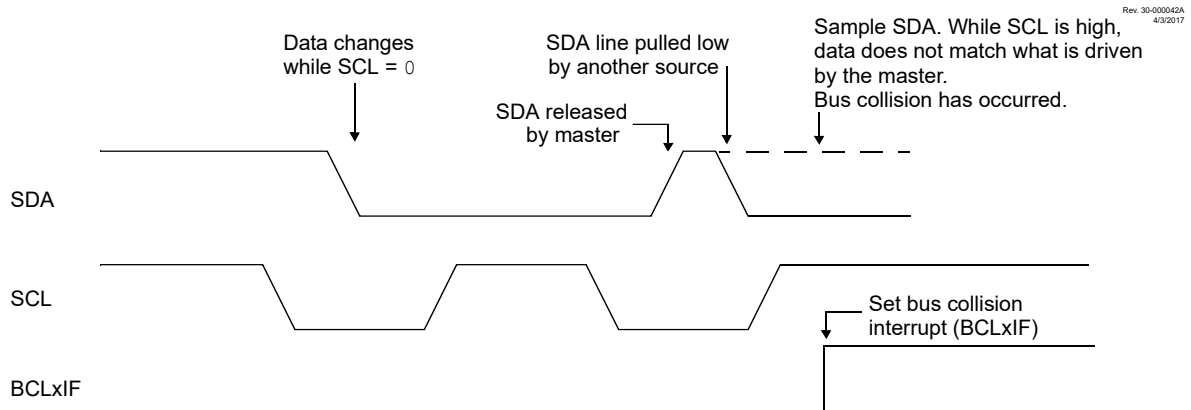 Rev. 30-000042A
4/3/2017
Data changes
while SCL = 0
SDA line pulled low
by another source
SDA released
by master
Sample SDA. While SCL is high,
data does not match what is driven
by the master.
Bus collision has occurred.
SDA
SCL
Set bus collision
interrupt (BCLxIF)
BCLxIF